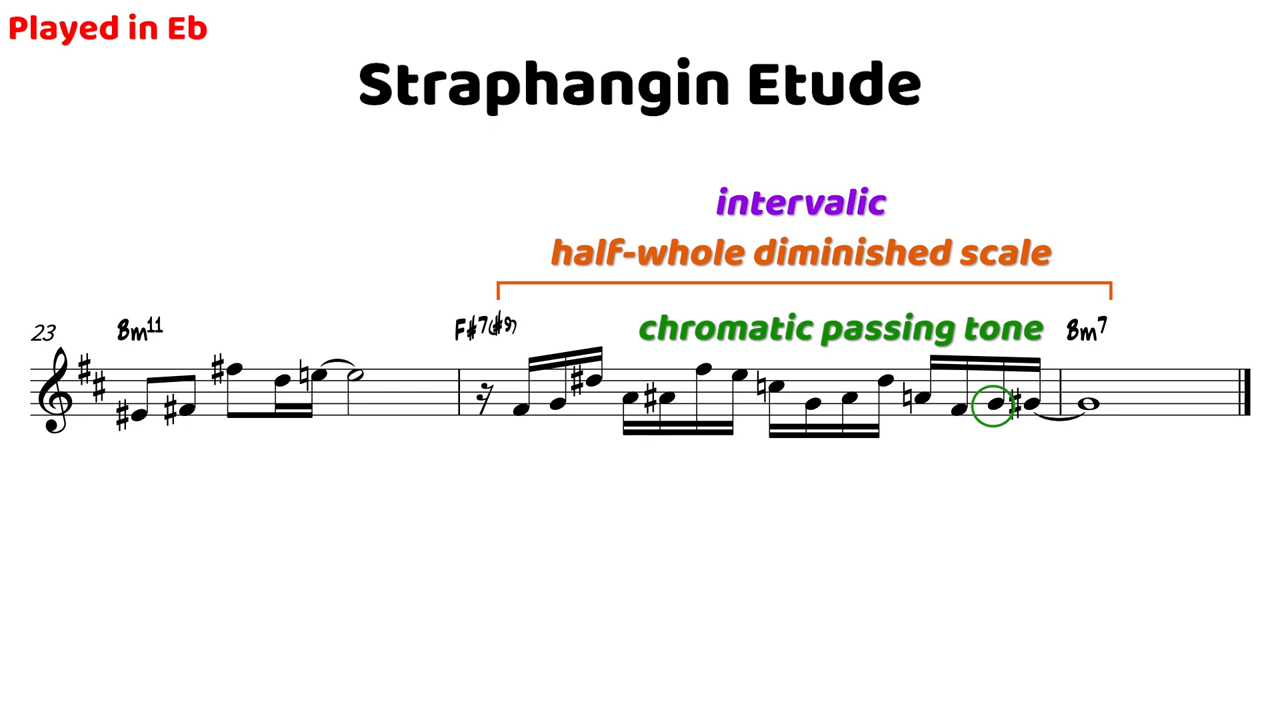 Played in Eb
Straphangin Etude
intervalic
half-whole diminished scale
chromatic passing tone
23 Bm11 F#7(#9) Bm7